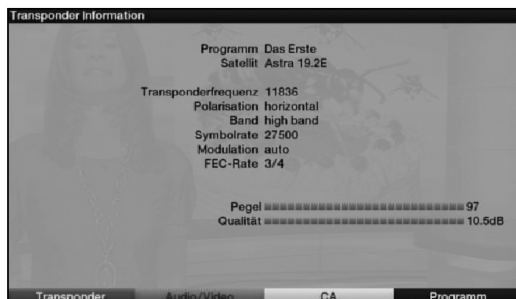 Transponder Information
Programm Das Erste
Satellit Astra 19.2E
Transponderfrequenz 11836
Polarisation horizontal
Band high band
Symbolrate 27500
Modulation auto
FEC-Rate 3/4
Pegel 97
Qualität 10.5dB
Transponder Audio/Video CA Programm